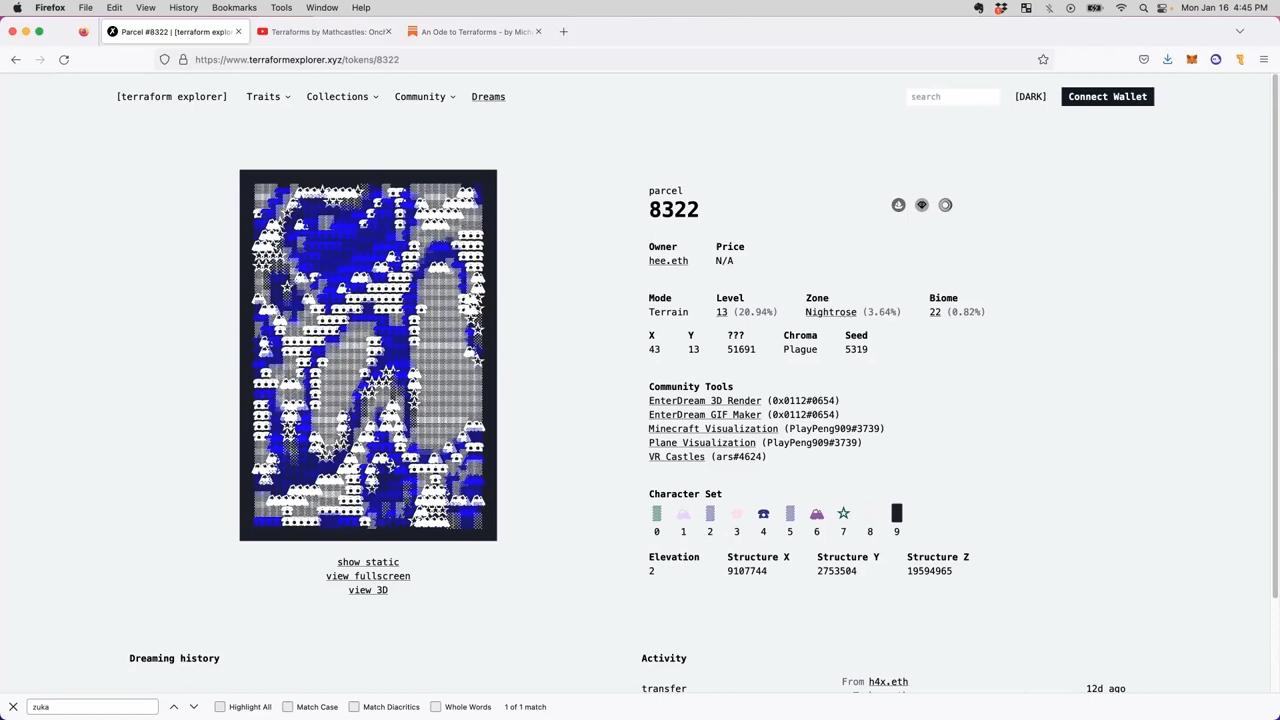 Firefox File Edit View History Bookmarks Tools Window Help Mon Jan 16 4:45 PM
Parcel #8322 | [terraform explor Terraforms by Mathcastles: Oncl An Ode to Terraforms - by Mich
https://www.terraformexplorer.xyz/tokens/8322
[terraform explorer] Traits Collections Community Dreams search [DARK] Connect Wallet
parcel
8322
Owner Price
hee.eth N/A
Mode Level Zone Biome
Terrain 13 (20.94%) Nightrose (3.64%) 22 (0.82%)
X Y ??? Chroma Seed
43 13 51691 Plague 5319
Community Tools
EnterDream 3D Render (0x0112#0654)
EnterDream GIF Maker (0x0112#0654)
Minecraft Visualization (PlayPeng909#3739)
Plane Visualization (PlayPeng909#3739)
VR Castles (ars#4624)
Character Set
0 1 2 3 4 5 6 7 8 9
Elevation Structure X Structure Y Structure Z
2 9107744 2753504 19594965
show static
view fullscreen
view 3D
Dreaming history
Activity
From h4x.eth
transfer 12d ago
zuka Highlight All Match Case Match Diacritics Whole Words 1 of 1 match